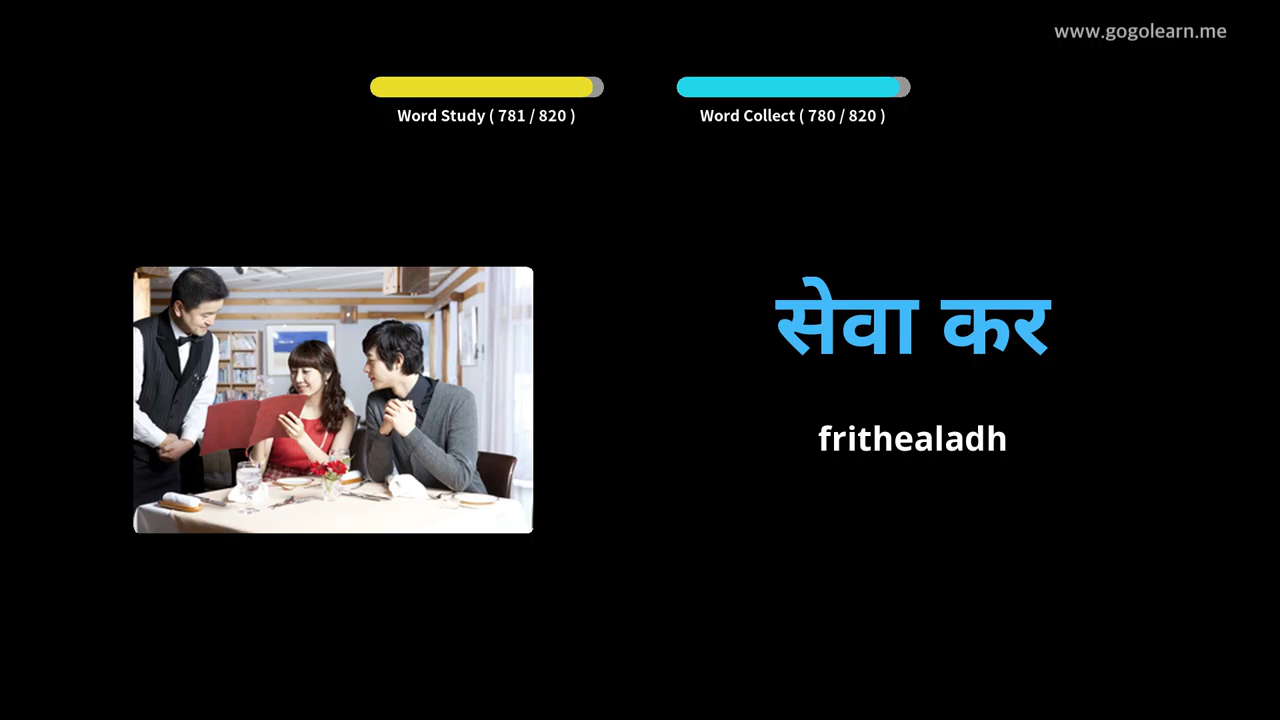 www.gogolearn.me
Word Study ( 781 / 820 )
Word Collect ( 780 / 820 )
सेवा कर
frithealadh